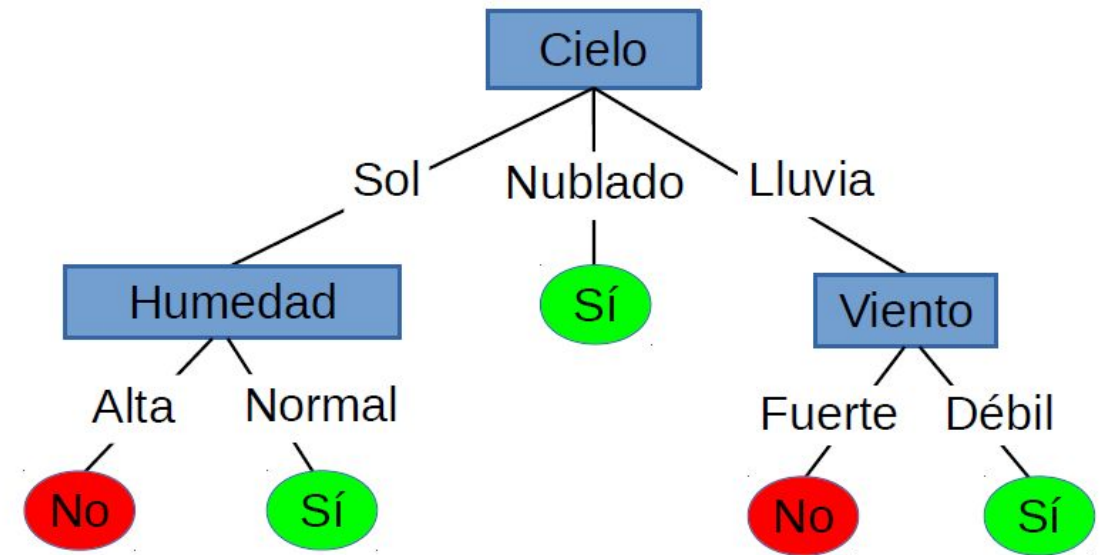 Cielo
Sol Nublado Lluvia
Humedad Sí Viento
Alta Normal Fuerte Débil
No Sí No Sí